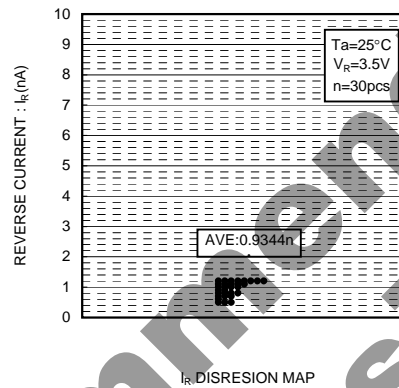 10
9
8
7
6
5
4
3
2
1
0
REVERSE CURRENT : IR(nA)
Ta=25°C
VR=3.5V
n=30pcs
AVE:0.9344n
IR DISRESION MAP